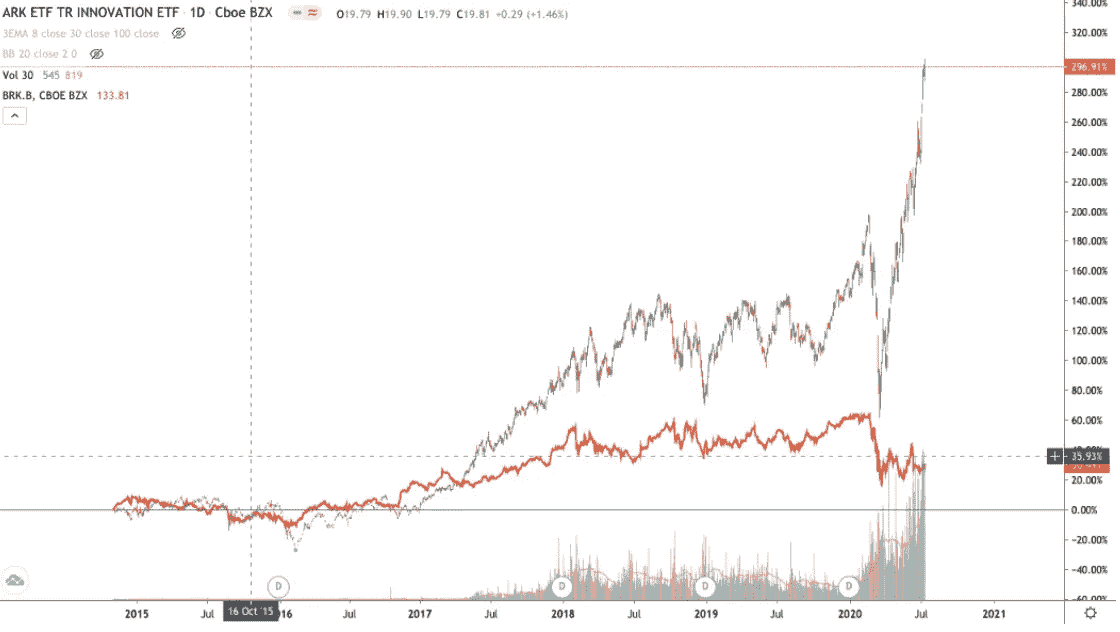 ARK ETF TR INNOVATION ETF · 1D · Cboe BZX O19.79 H19.90 L19.79 C19.81 +0.29 (+1.46%)
3EMA 8 close 30 close 100 close
BB 20 close 2 0
Vol 30 545 819
BRK.B, CBOE BZX 133.81
340.00%
320.00%
296.91%
280.00%
260.00%
240.00%
220.00%
200.00%
180.00%
160.00%
140.00%
120.00%
100.00%
80.00%
60.00%
35.93%
20.00%
0.00%
-20.00%
-40.00%
D D D D
2015 Jul 16 Oct '15 16 Jul 2017 Jul 2018 Jul 2019 Jul 2020 Jul 2021